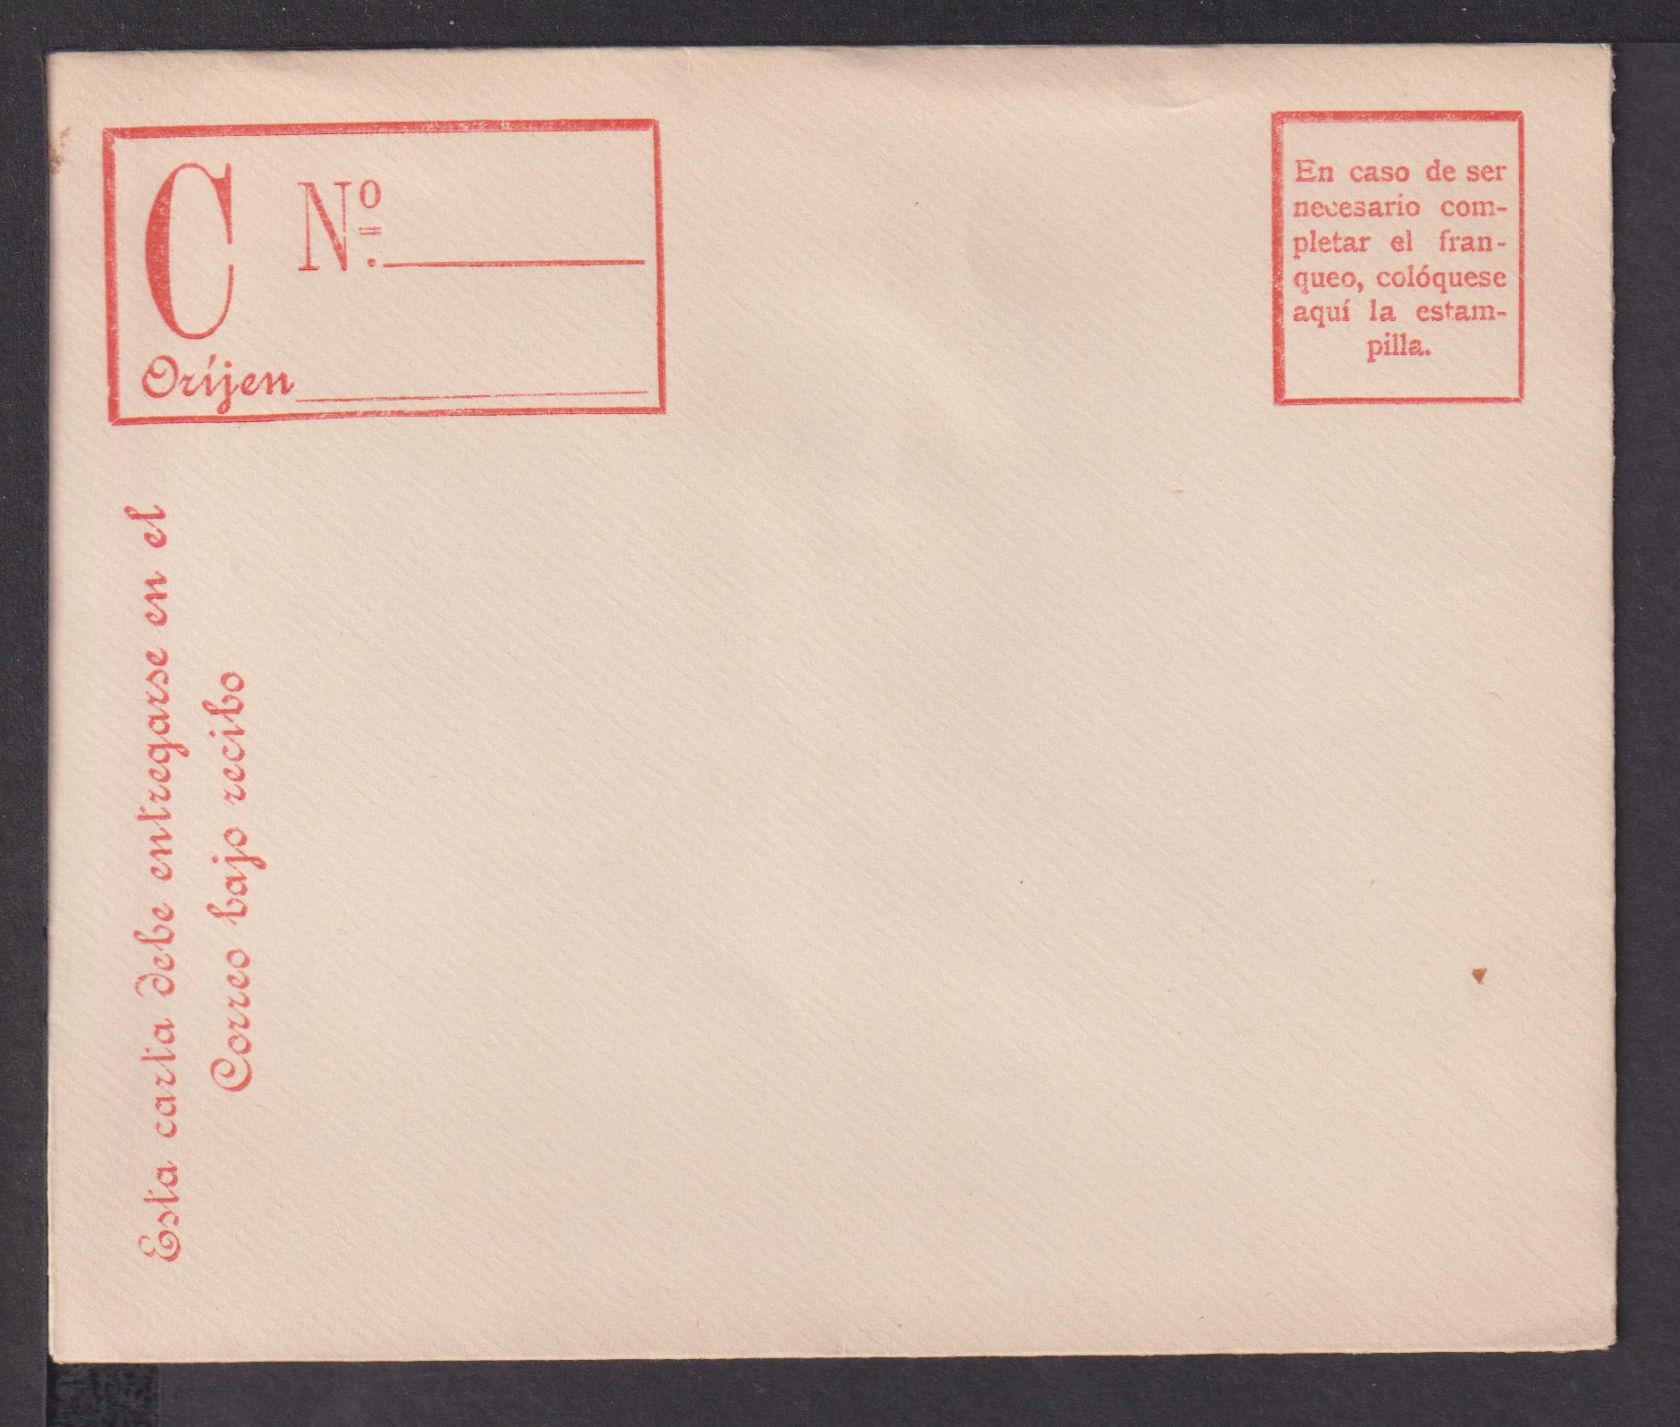 C Nº.
Oríjen
En caso de ser
necesario com-
pletar el fran-
queo, colóquese
aquí la estam-
pilla.
Esta carta debe entregarse en el
Correo bajo recibo